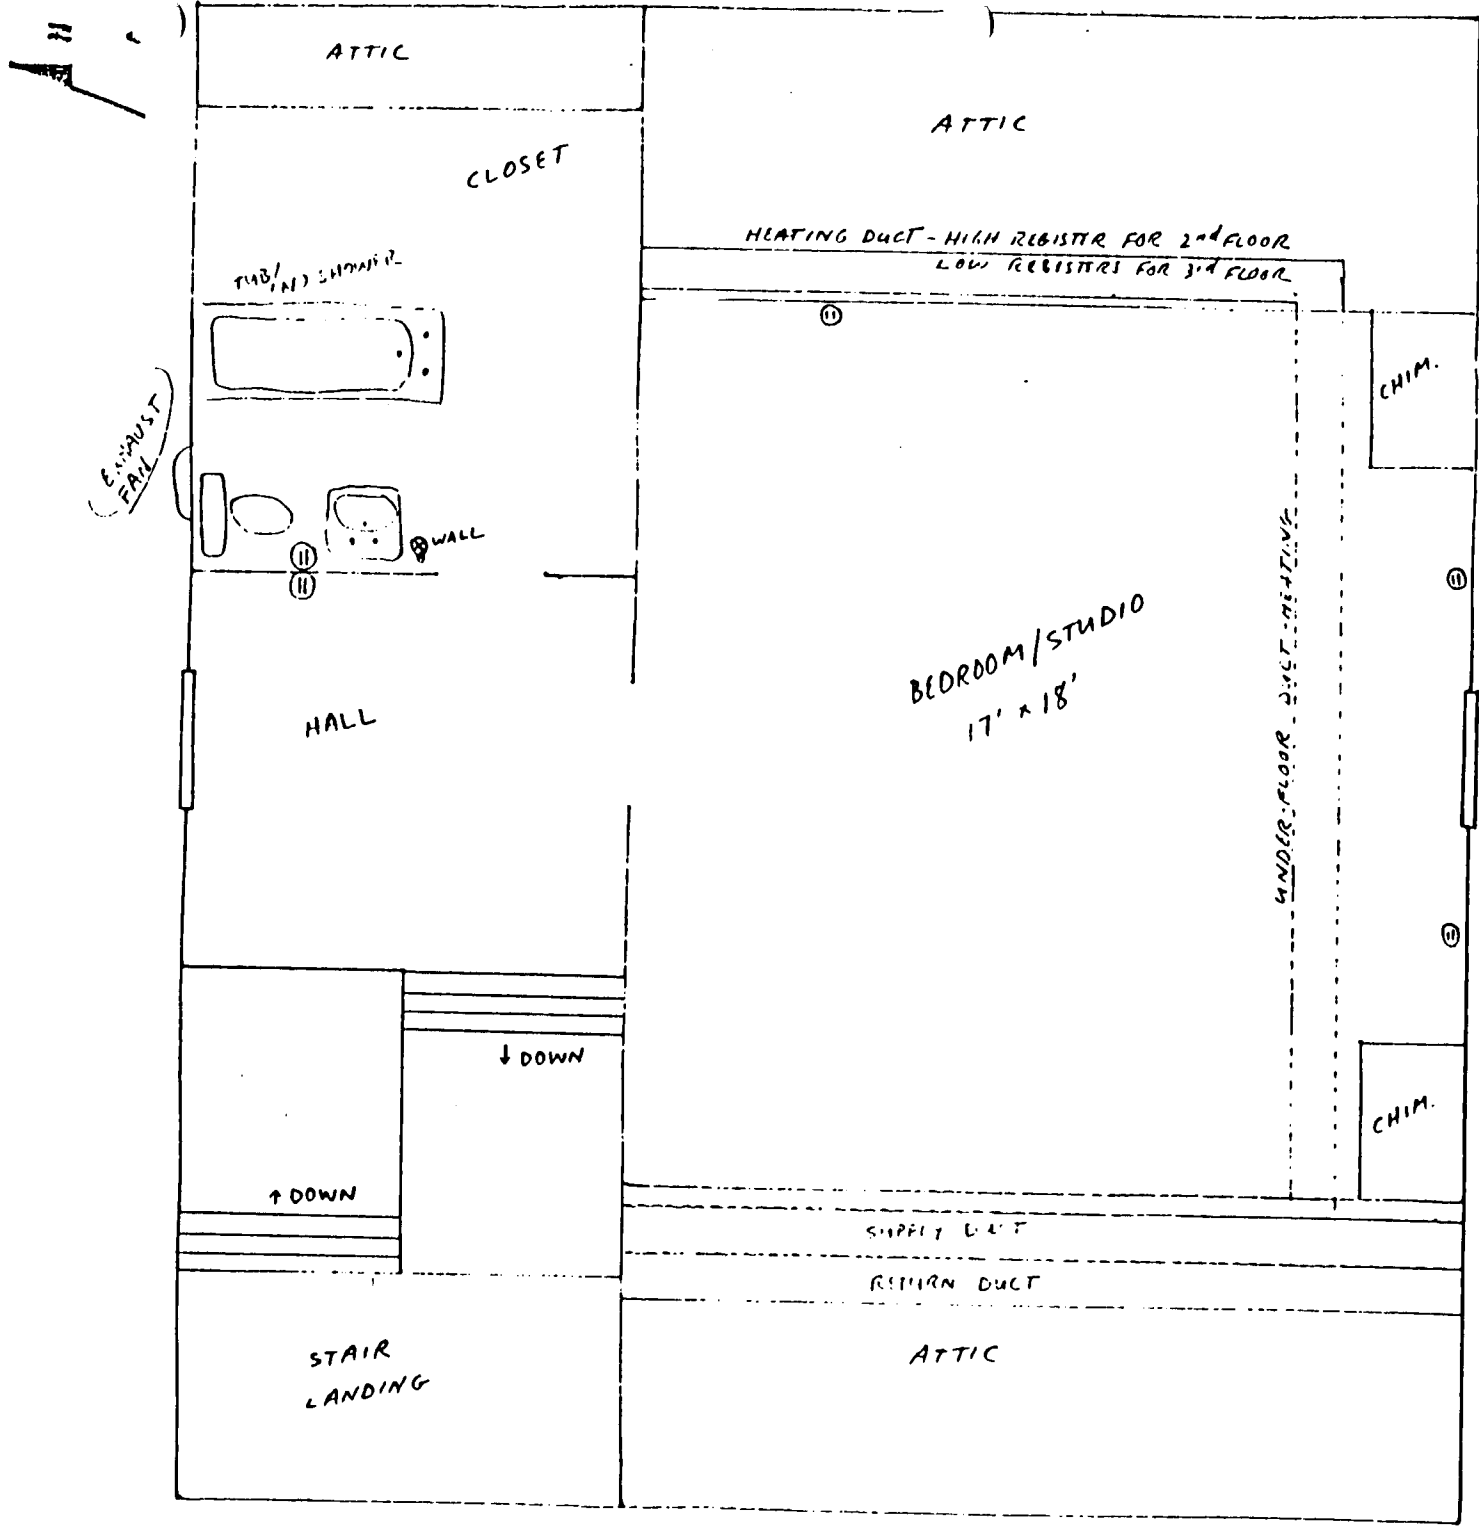 ATTIC
ATTIC
CLOSET
HEATING DUCT - HIGH REGISTER FOR 2nd FLOOR
LOW REGISTERS FOR 3rd FLOOR
TUB/NO SHOWER
CHIM.
EXHAUST
FAN
WALL
BEDROOM/STUDIO
17' x 18'
UNDER-FLOOR DUCT-HEATING
HALL
↓ DOWN
CHIM.
↑ DOWN
SUPPLY DUCT
RETURN DUCT
STAIR
LANDING
ATTIC